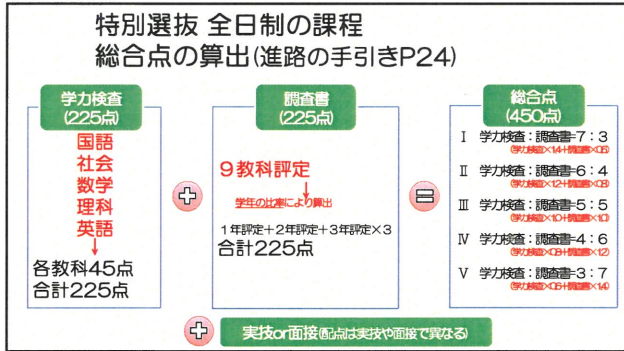 特別選抜 全日制の課程
総合点の算出(進路の手引きP24)
学力検査
(225点)
国語
社会
数学
理科
英語
各教科45点
合計225点
調査書
(225点)
9教科評定
学年の比率により算出
1年評定+2年評定+3年評定×3
合計225点
総合点
(450点)
Ⅰ 学力検査:調査書=7:3
(学力検査×1.4+調査書×0.6)
Ⅱ 学力検査:調査書=6:4
(学力検査×1.2+調査書×0.8)
Ⅲ 学力検査:調査書=5:5
(学力検査×1.0+調査書×1.0)
Ⅳ 学力検査:調査書=4:6
(学力検査×0.8+調査書×1.2)
Ⅴ 学力検査:調査書=3:7
(学力検査×0.6+調査書×1.4)
実技or面接(配点は実技や面接で異なる)